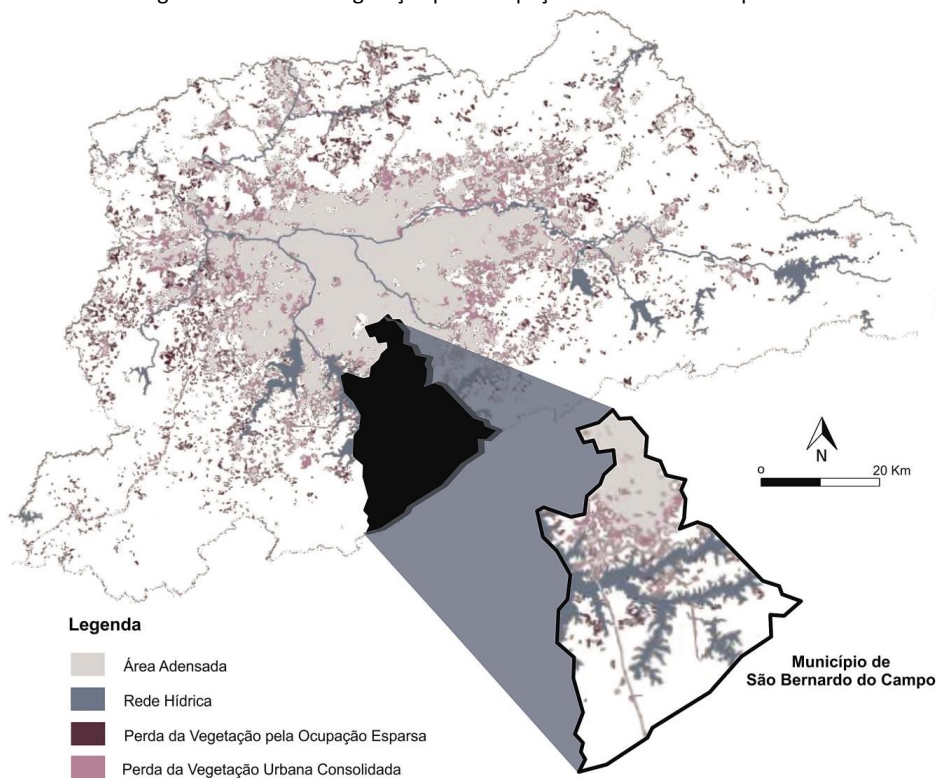 N
o
20 Km
Legenda
Área Adensada
Rede Hídrica
Perda da Vegetação pela Ocupação Esparsa
Perda da Vegetação Urbana Consolidada
Município de
São Bernardo do Campo